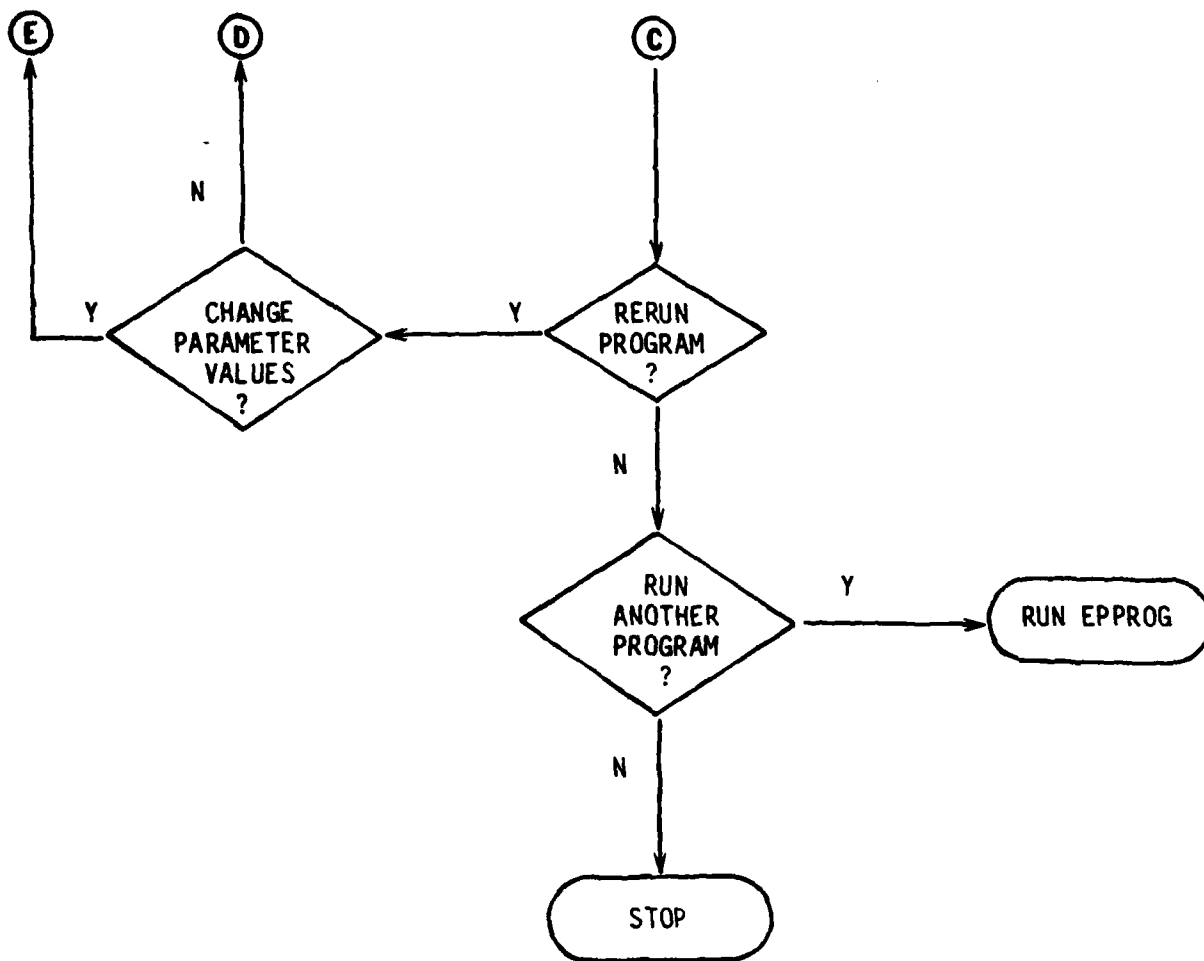 E
D
C
N
Y
CHANGE
PARAMETER
VALUES
?
Y
RERUN
PROGRAM
?
N
RUN
ANOTHER
PROGRAM
?
Y
RUN EPPROG
N
STOP